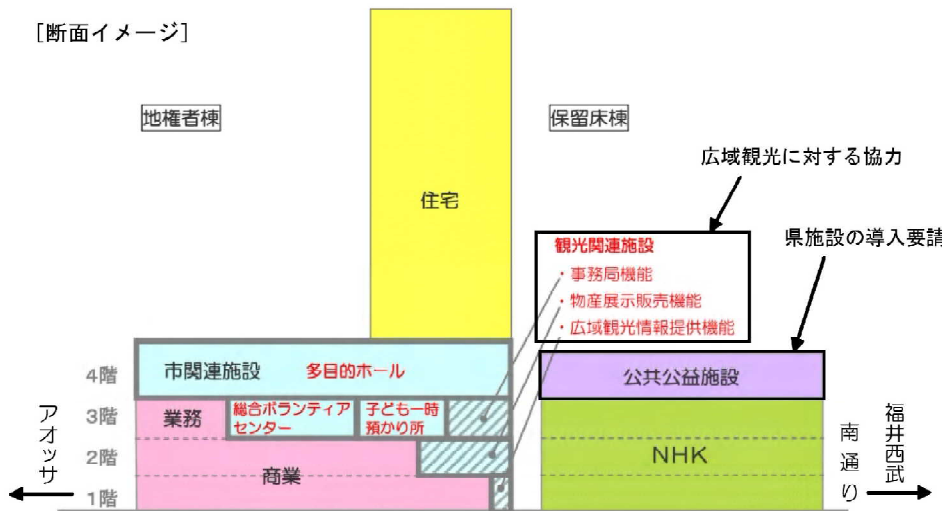 [断面イメージ]
地権者棟
保留床棟
広域観光に対する協力
住宅
県施設の導入要請
観光関連施設
・事務局機能
・物産展示販売機能
・広域観光情報提供機能
4階
市関連施設
多目的ホール
公共公益施設
3階
業務
総合ボランティア
センター
子ども一時
預かり所
アオッサ
2階
商業
NHK
南通り
福井西武
1階